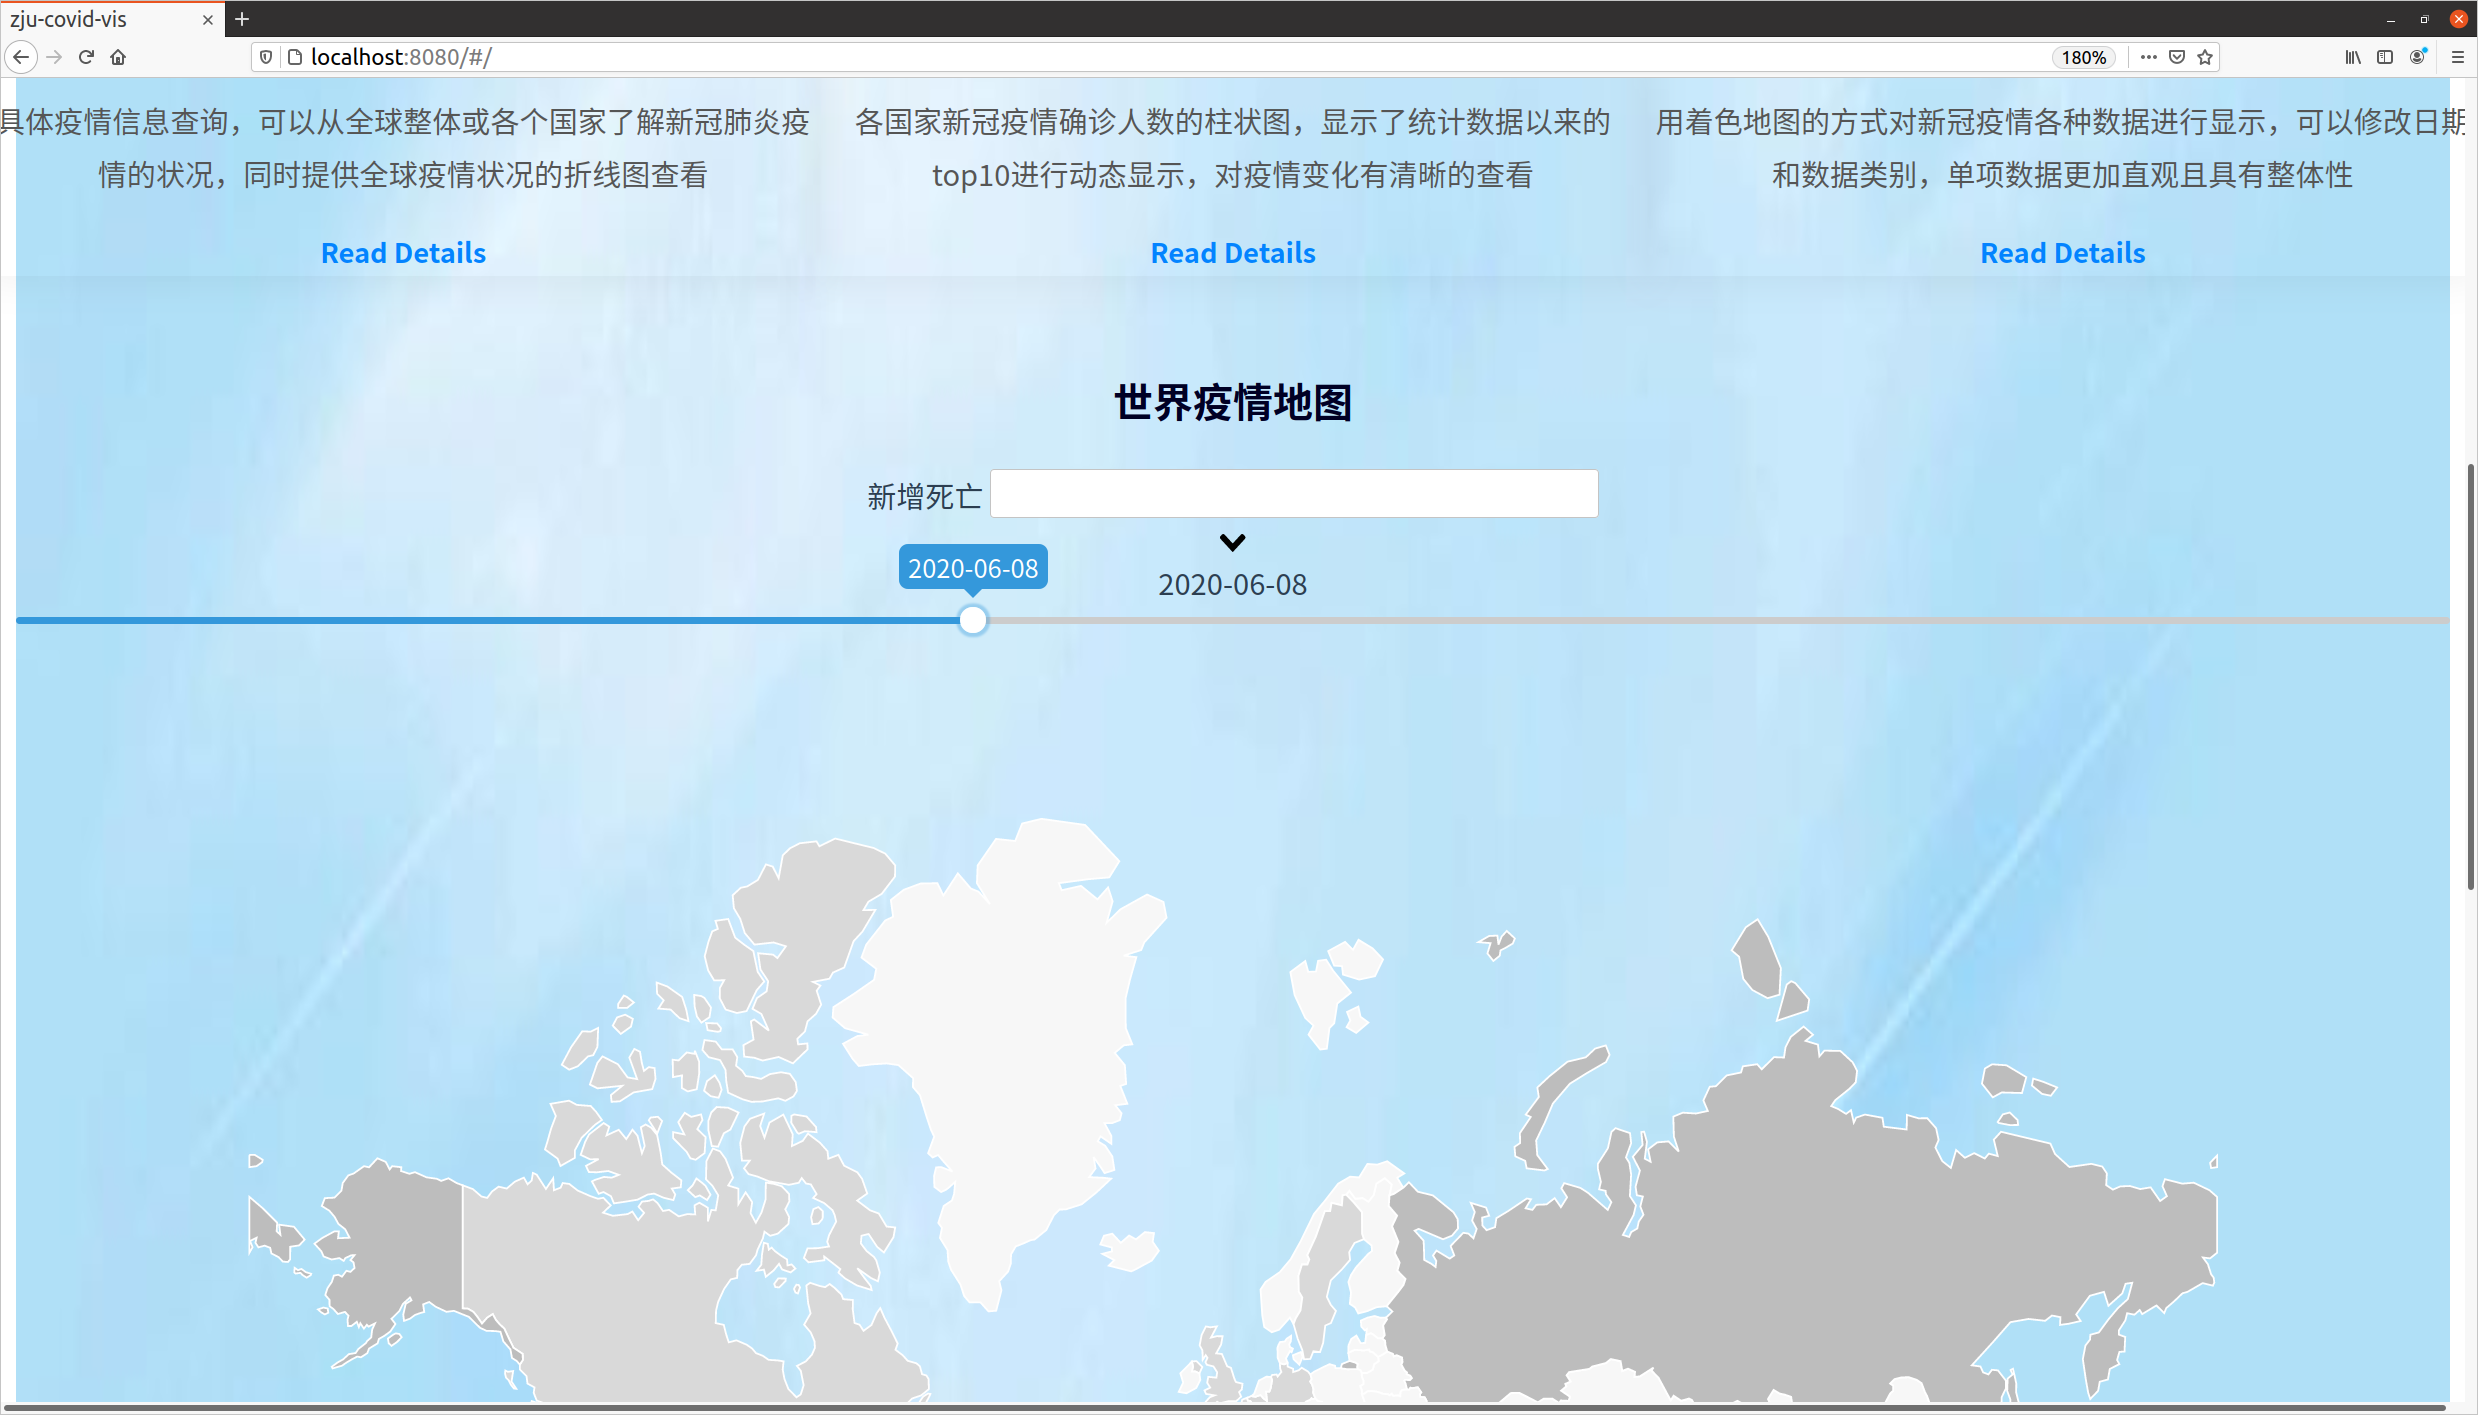 zju-covid-vis
localhost:8080/#/
180%
具体疫情信息查询，可以从全球整体或各个国家了解新冠肺炎疫
情的状况，同时提供全球疫情状况的折线图查看
Read Details
各国家新冠疫情确诊人数的柱状图，显示了统计数据以来的
top10进行动态显示，对疫情变化有清晰的查看
Read Details
用着色地图的方式对新冠疫情各种数据进行显示，可以修改日期
和数据类别，单项数据更加直观且具有整体性
Read Details
世界疫情地图
新增死亡
2020-06-08
2020-06-08